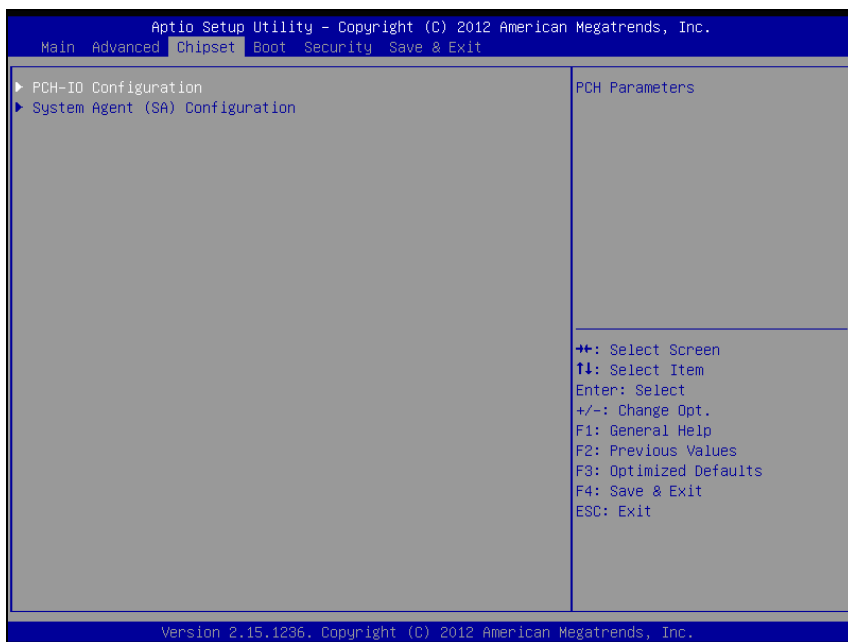 Aptio Setup Utility – Copyright (C) 2012 American Megatrends, Inc.
Main Advanced Chipset Boot Security Save & Exit
PCH-IO Configuration
System Agent (SA) Configuration
PCH Parameters
→←: Select Screen
↑↓: Select Item
Enter: Select
+/-: Change Opt.
F1: General Help
F2: Previous Values
F3: Optimized Defaults
F4: Save & Exit
ESC: Exit
Version 2.15.1236. Copyright (C) 2012 American Megatrends, Inc.